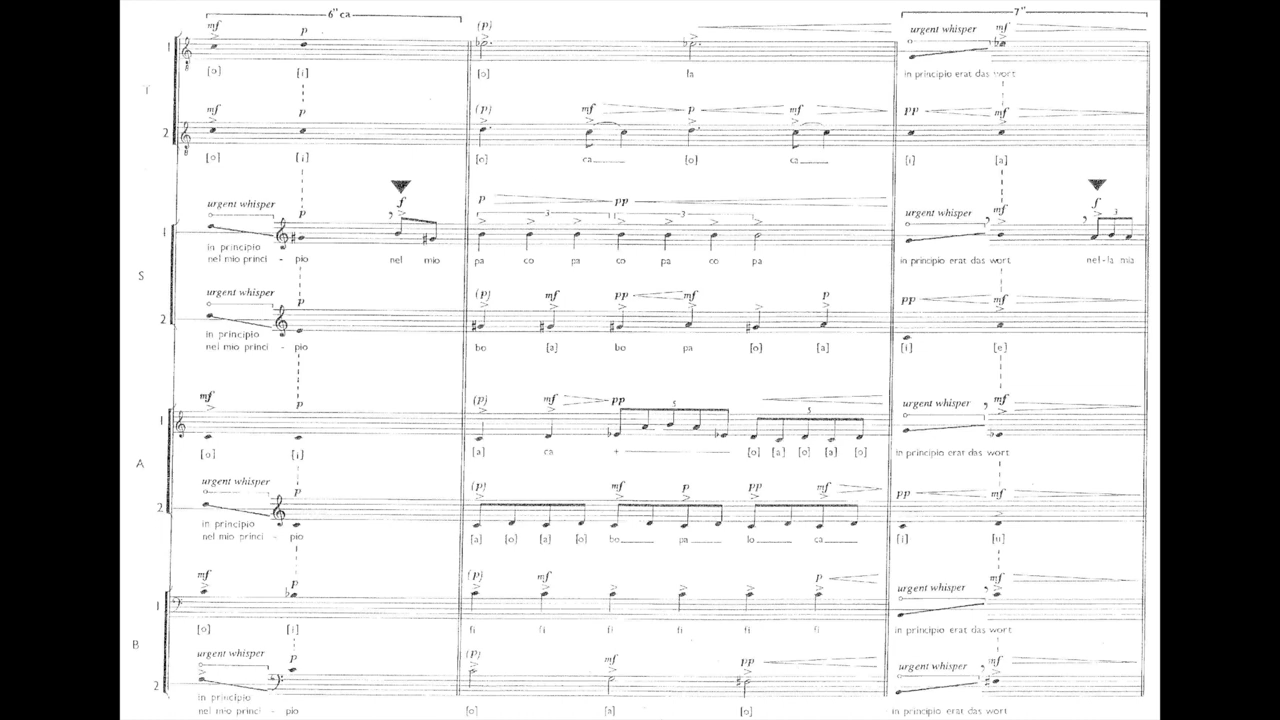 6" ca 7"
mf p (p) urgent whisper mf
1
[o] [i] [o] la in principio erat das wort
T
mf p (p) mf p mf pp mf
2
[o] [i] [o] ca [o] ca [i] [a]
urgent whisper p f p pp urgent whisper mf f
3 3 3
1
in principio
nel mio princi - pio nel mio pa co pa co pa co pa in principio erat das wort nel-la mia
S
urgent whisper p (p) mf pp mf p pp mf
2
in principio
nel mio princi - pio bo [a] bo pa [o] [a] [i] [e]
mf p (p) mf pp urgent whisper mf
5 5
1
[o] [i] [a] ca + [o] [a] [o] [a] [o] in principio erat das wort
A
urgent whisper p (p) mf p pp mf pp mf
2
in principio
nel mio princi - pio [a] [o] [a] [o] bo pa lo ca [i] [u]
mf p (p) mf p urgent whisper mf
1
[o] [i] fi fi fi fi fi fi in principio erat das wort
B
urgent whisper p (p) mf pp urgent whisper mf
2
in principio
nel mio princi - pio [o] [a] [o] in principio erat das wort